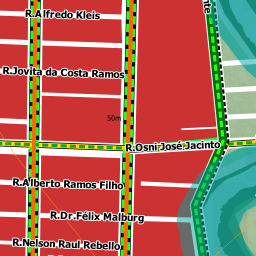 R.Alfredo Kleis
R.Jovita da Costa Ramos
50m
R.Osni José Jacinto
R.Alberto Ramos Filho
R.Dr.Félix Malburg
R.Nelson Raul Rebello